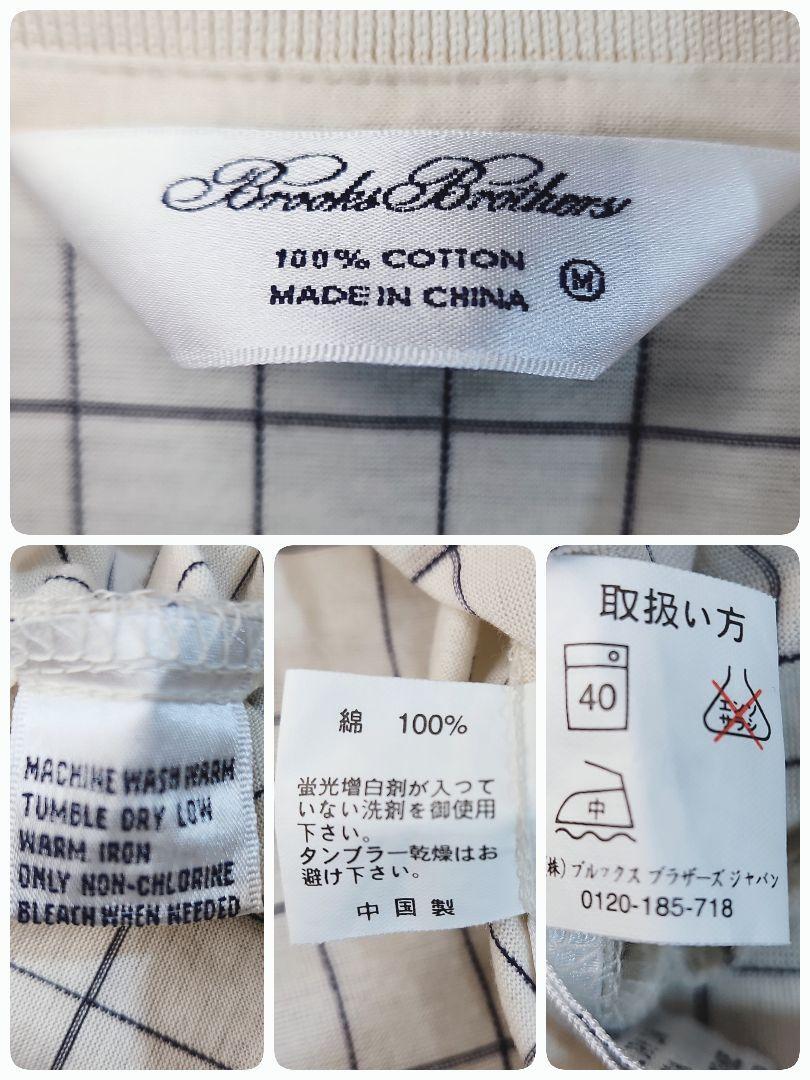 Brooks Brothers
100% COTTON
MADE IN CHINA
M
MACHINE WASH WARM
TUMBLE DRY LOW
WARM IRON
ONLY NON-CHLORINE
BLEACH WHEN NEEDED
綿 100%
蛍光増白剤が入って
いない洗剤を御使用
下さい。
タンブラー乾燥はお
避け下さい。
中国製
取扱い方
40
エンソ
サラシ
中
(株)ブルックス ブラザーズ ジャパン
0120-185-718